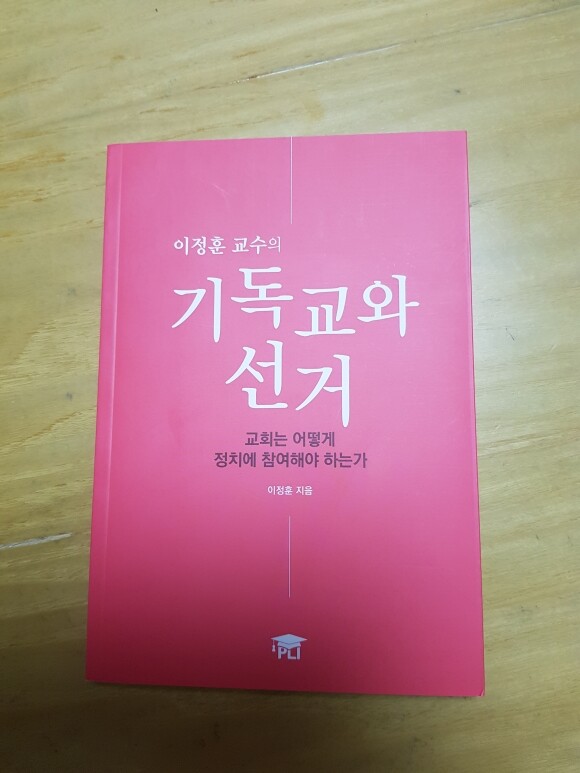 이정훈 교수의
기독교와
선거
교회는 어떻게
정치에 참여해야 하는가
이정훈 지음
PLI